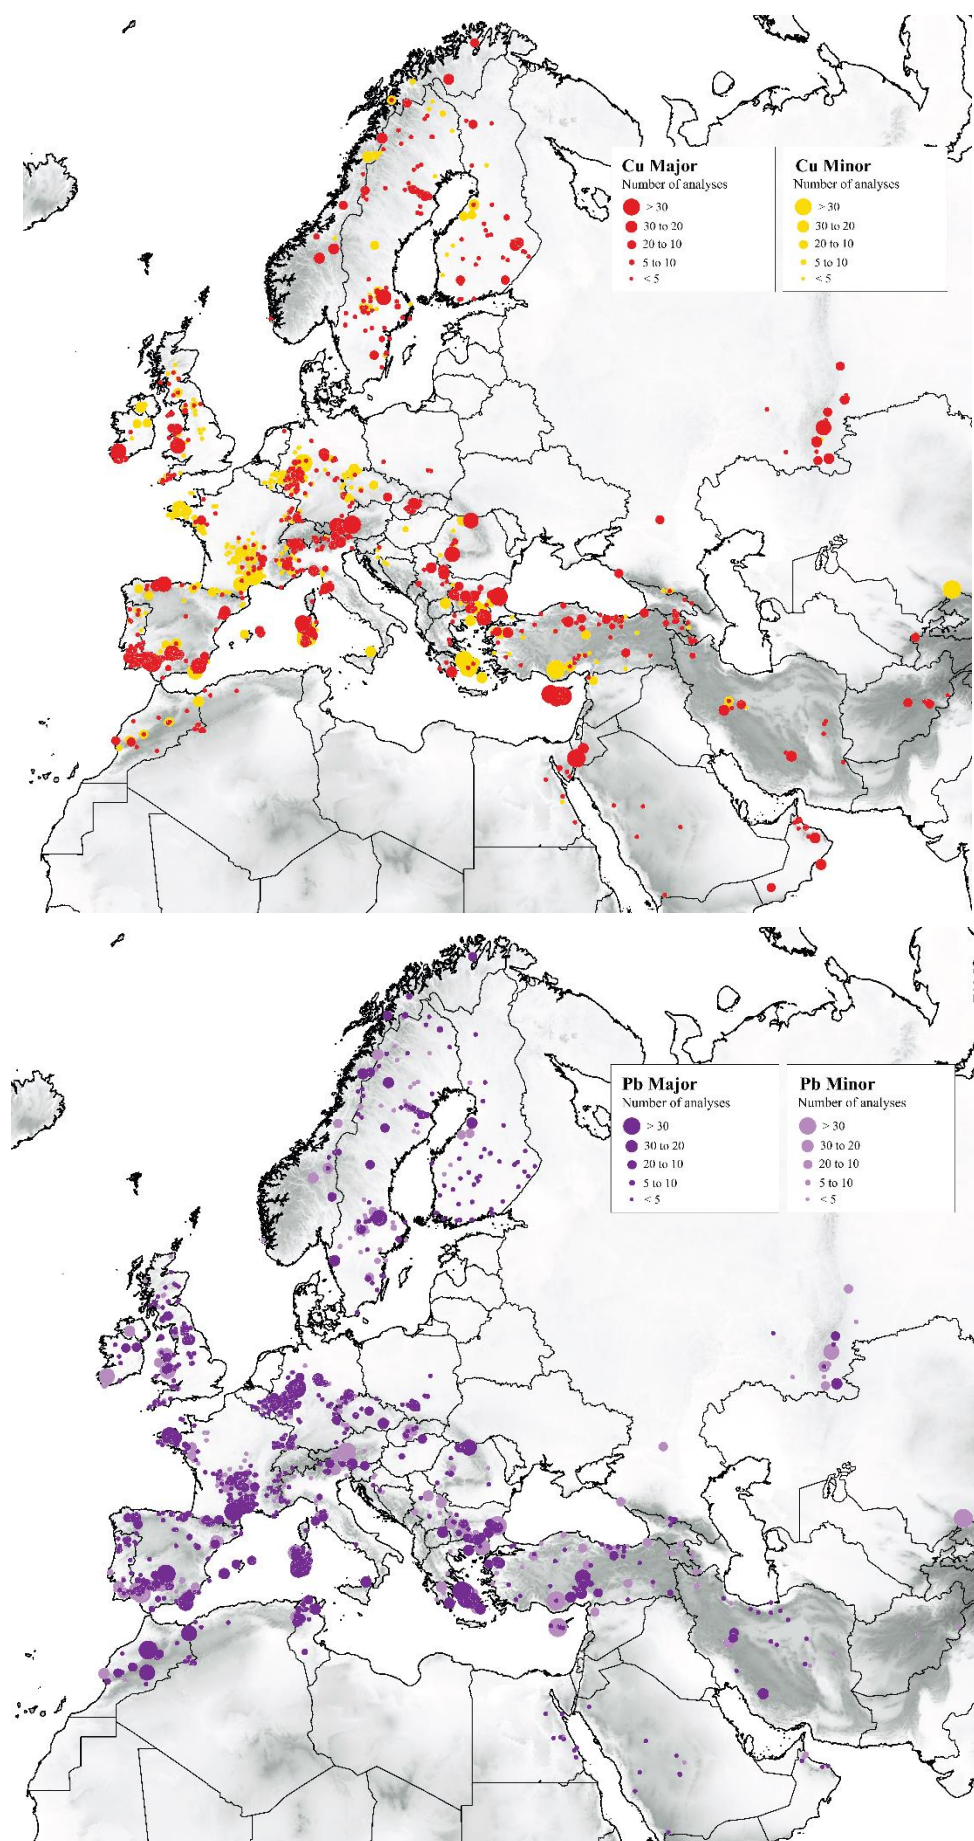 Cu Major
Number of analyses
> 30
30 to 20
20 to 10
5 to 10
< 5
Cu Minor
Number of analyses
> 30
30 to 20
20 to 10
5 to 10
< 5
Pb Major
Number of analyses
> 30
30 to 20
20 to 10
5 to 10
< 5
Pb Minor
Number of analyses
> 30
30 to 20
20 to 10
5 to 10
< 5